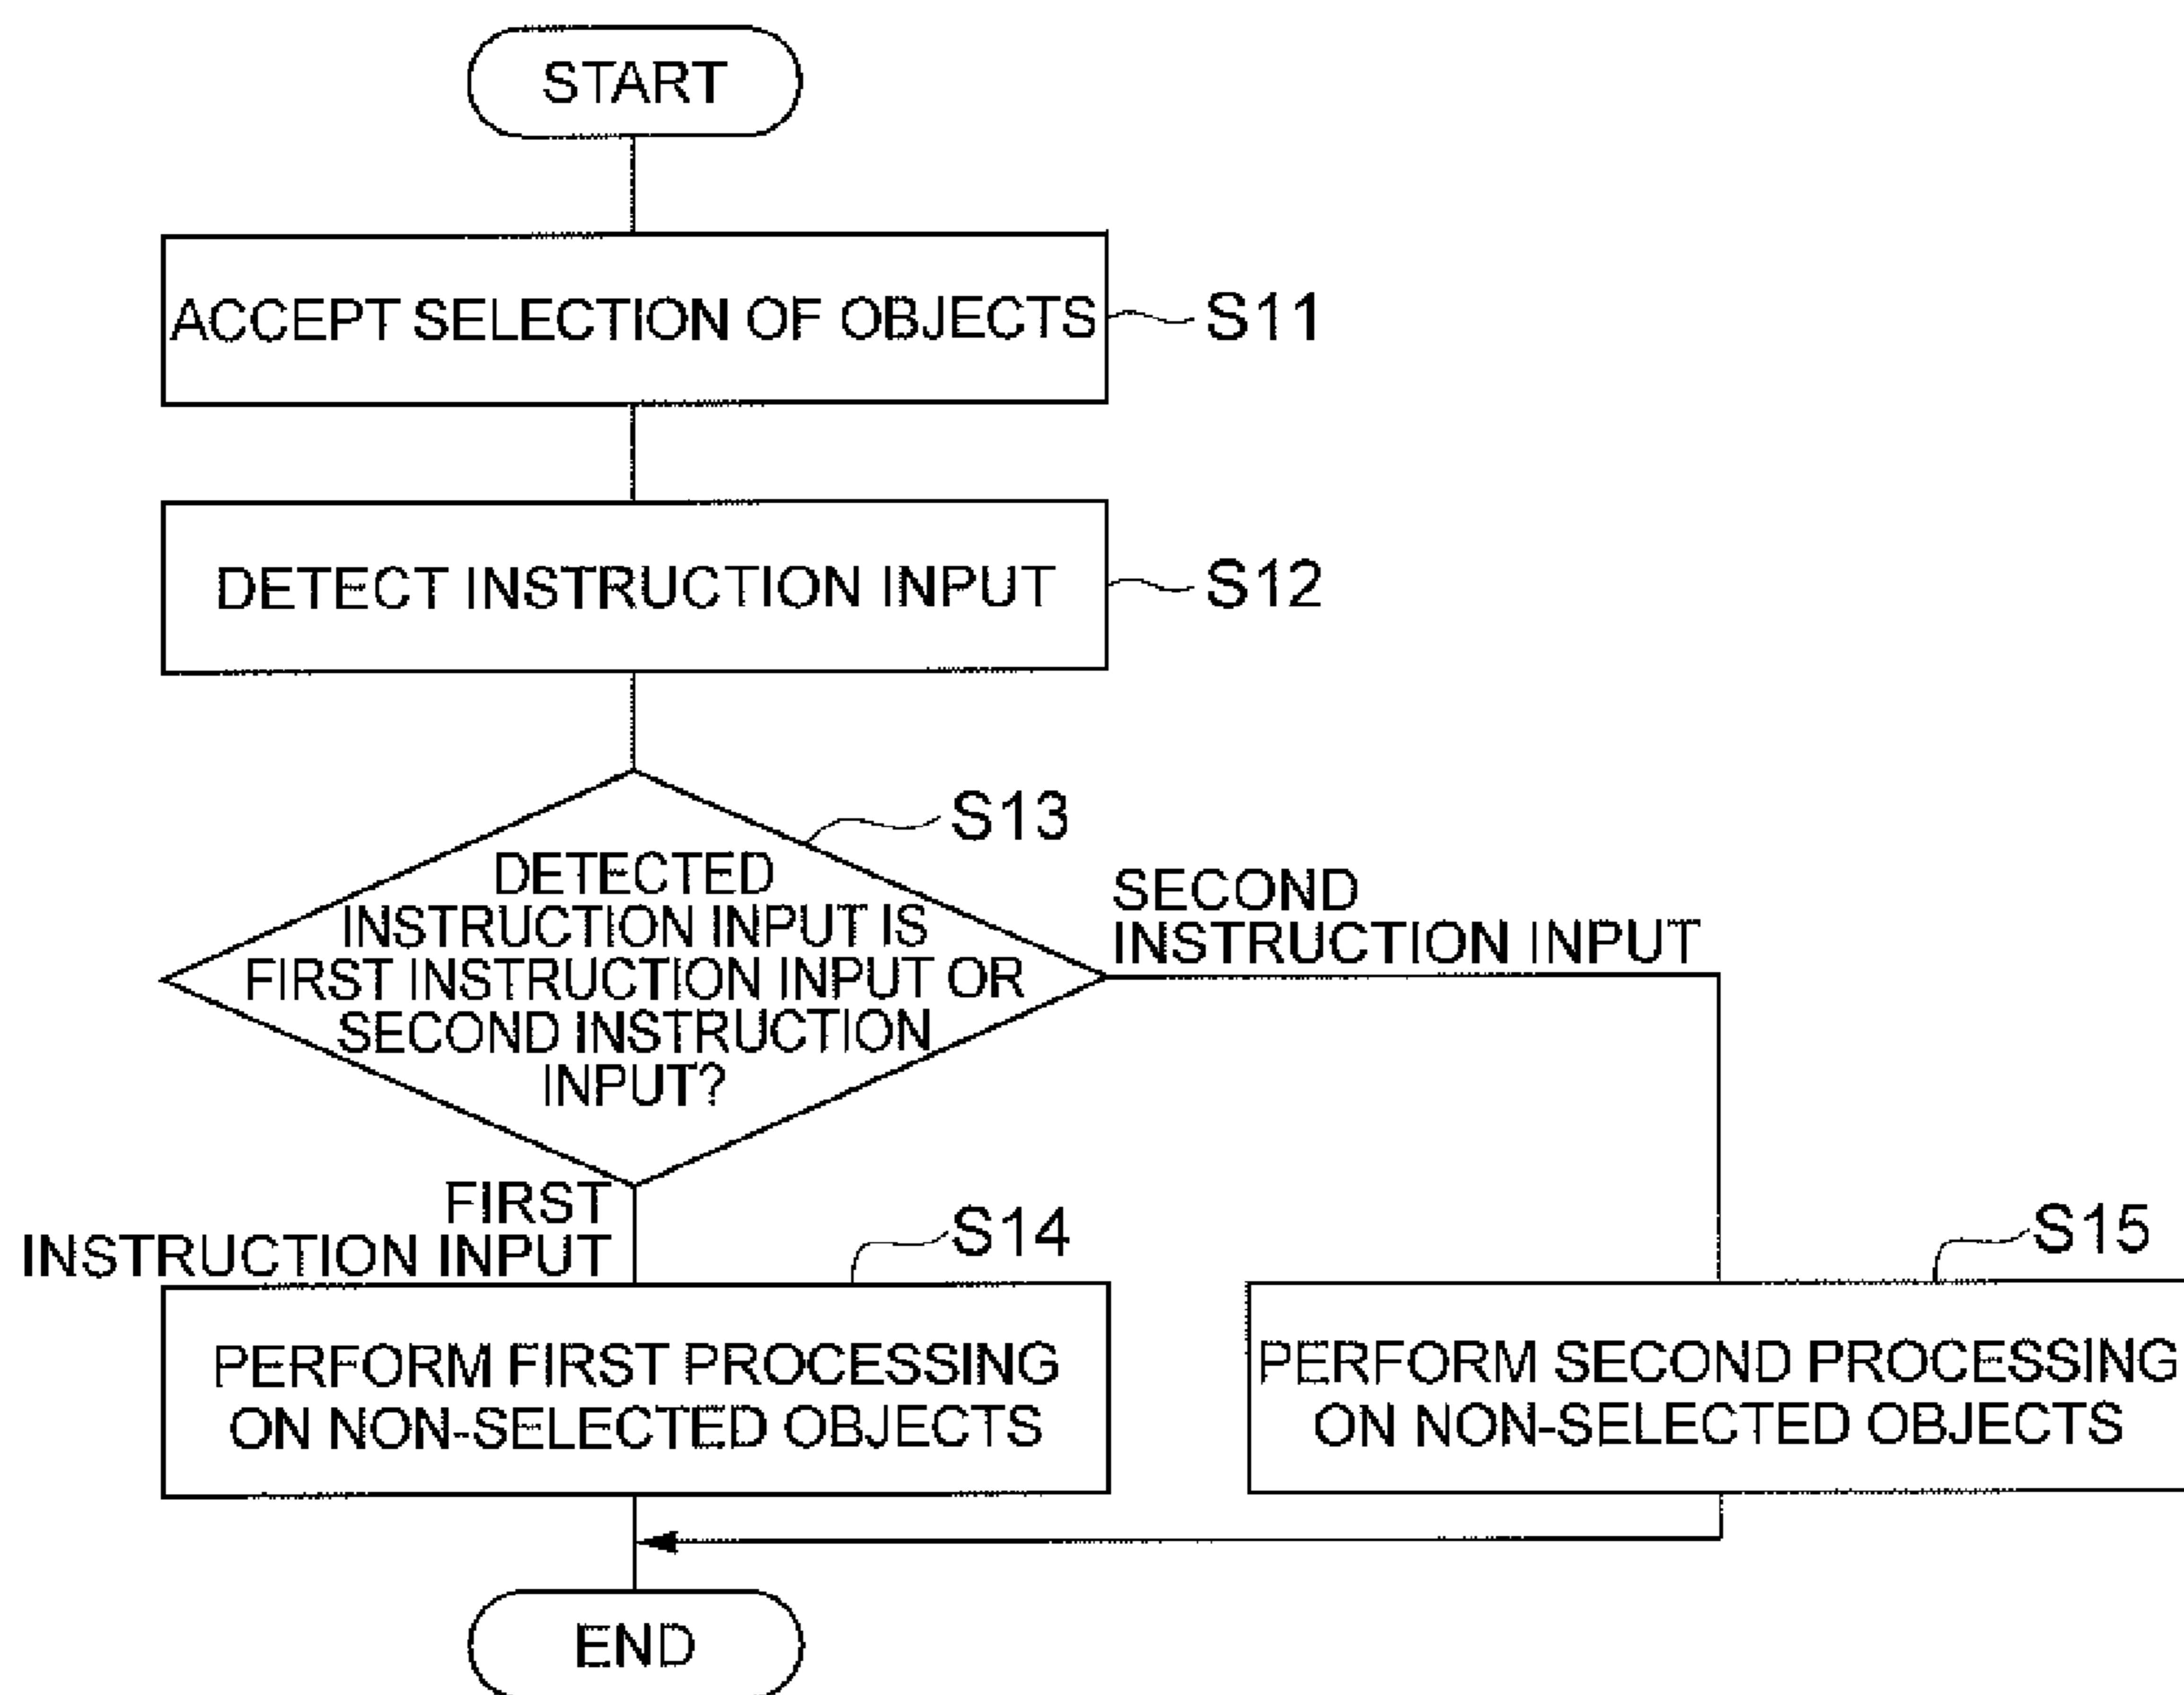 START
ACCEPT SELECTION OF OBJECTS
S11
DETECT INSTRUCTION INPUT
S12
S13
DETECTED
INSTRUCTION INPUT IS
FIRST INSTRUCTION INPUT OR
SECOND INSTRUCTION
INPUT?
SECOND
INSTRUCTION INPUT
FIRST
INSTRUCTION INPUT
S14
PERFORM FIRST PROCESSING
ON NON-SELECTED OBJECTS
S15
PERFORM SECOND PROCESSING
ON NON-SELECTED OBJECTS
END